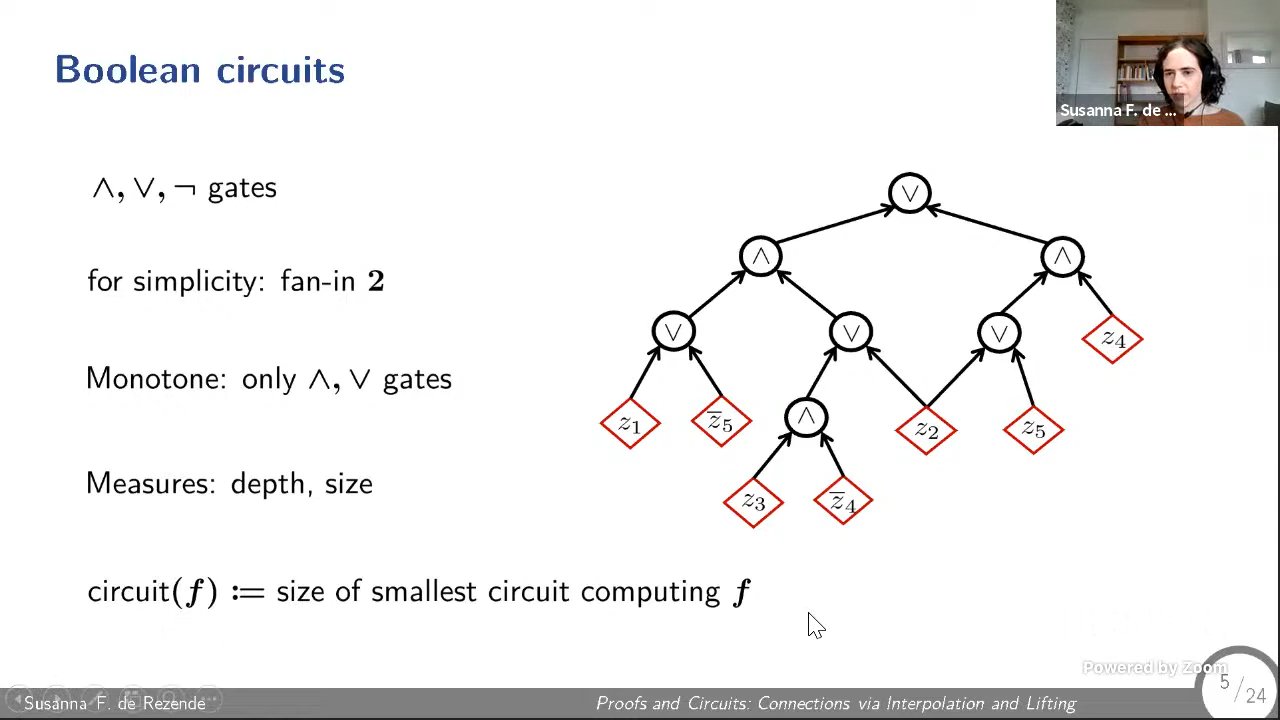 Boolean circuits
Susanna F. de ...
∧, ∨, ¬ gates
for simplicity: fan-in 2
Monotone: only ∧, ∨ gates
Measures: depth, size
circuit(f) := size of smallest circuit computing f
∨
∧ ∧
∨ ∨ ∨ z₄
z₁ z̅₅ ∧ z₂ z₅
z₃ z̅₄
Powered by Zoom
Susanna F. de Rezende
Proofs and Circuits: Connections via Interpolation and Lifting
5/24